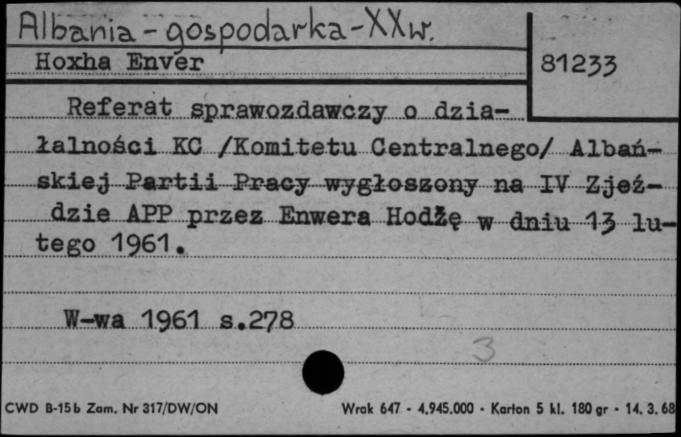 Albania - gospodarka - XXw.
Hoxha Enver
81233
Referat sprawozdawczy o dzia-
łalności KC /Komitetu Centralnego/ Albań-
skiej Partii Pracy wygłoszony na IV Zjeź-
dzie APP przez Enwera Hodżę w dniu 13 lu-
tego 1961.
W-wa 1961 s.278
3
CWD B-15b Zam. Nr 317/DW/ON
Wrak 647 - 4.945.000 - Karton 5 kl. 180 gr - 14. 3. 68